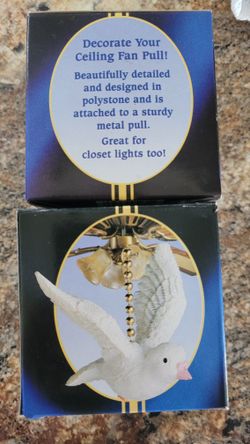 Decorate Your
Ceiling Fan Pull!
Beautifully detailed
and designed in
polystone and is
attached to a sturdy
metal pull.
Great for
closet lights too!